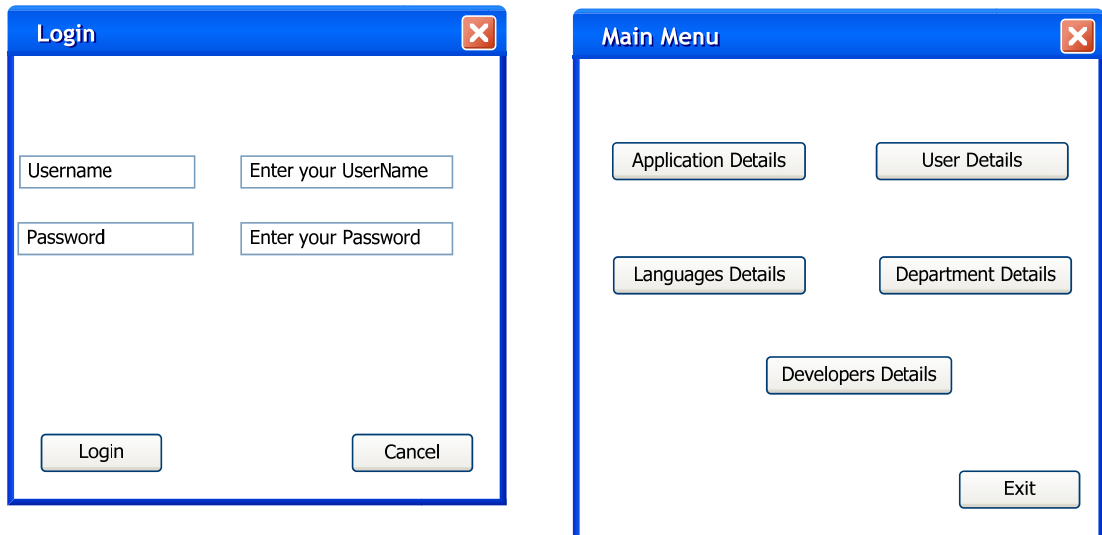 Login
Username
Enter your UserName
Password
Enter your Password
Login
Cancel
Main Menu
Application Details
User Details
Languages Details
Department Details
Developers Details
Exit